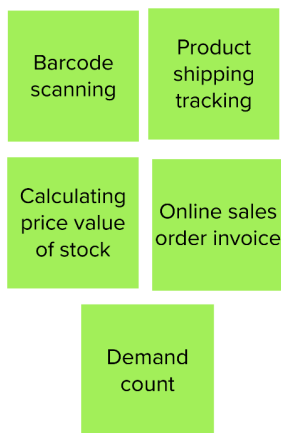 Barcode
scanning
Product
shipping
tracking
Calculating
price value
of stock
Online sales
order invoice
Demand
count